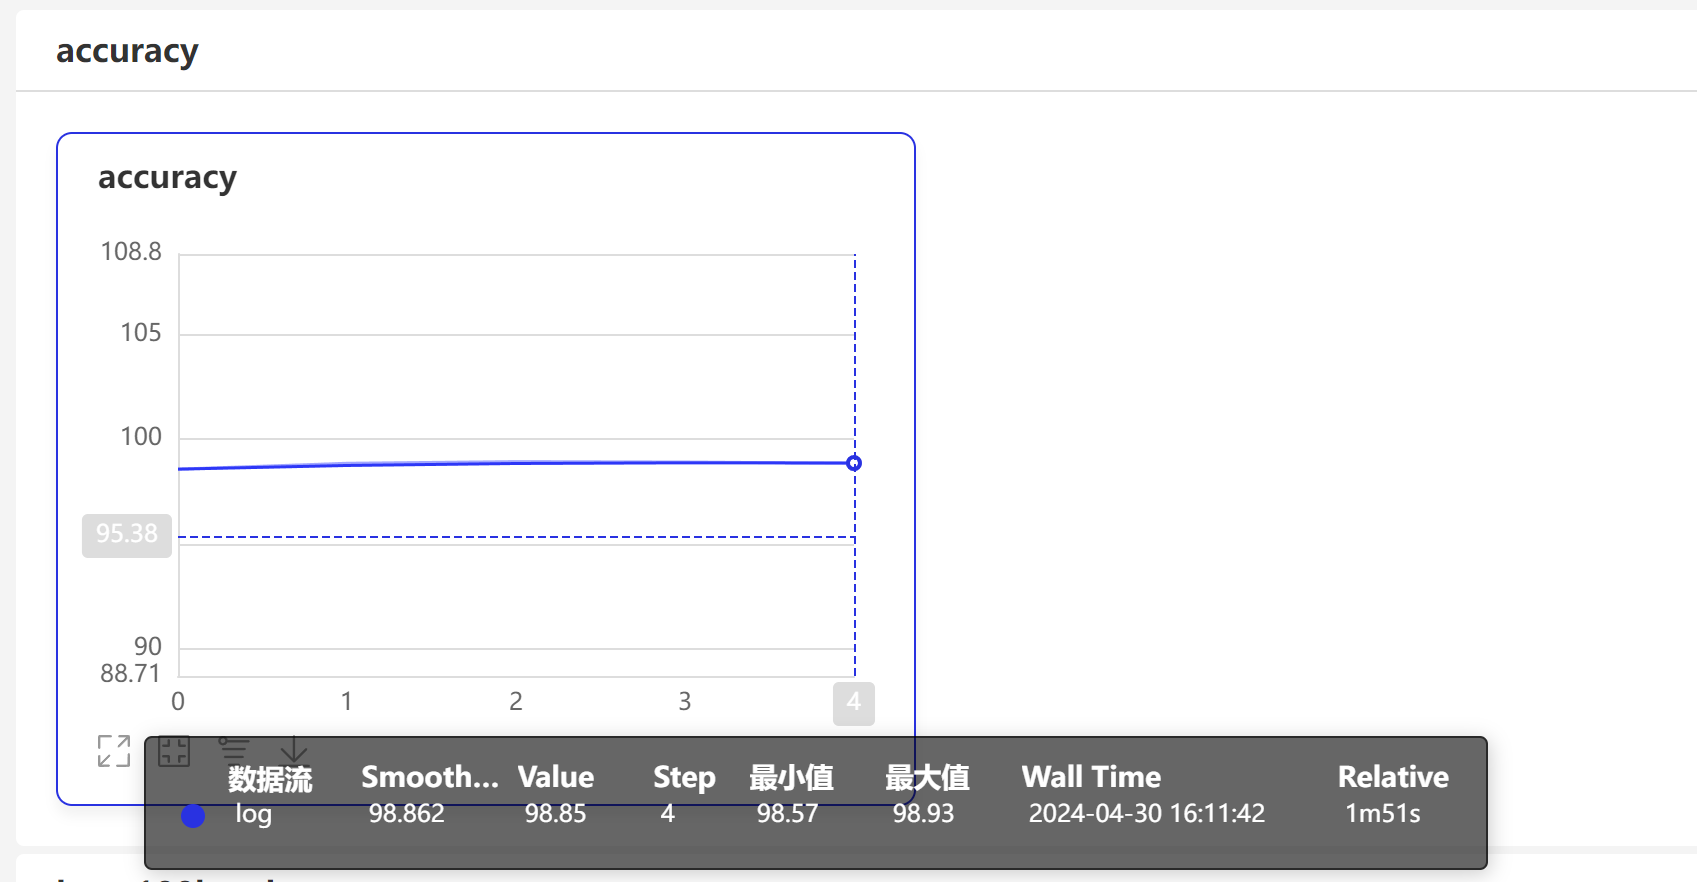 accuracy
accuracy
108.8
105
100
95.38
90
88.71
0 1 2 3 4
数据流 Smooth... Value Step 最小值 最大值 Wall Time Relative
log 98.862 98.85 4 98.57 98.93 2024-04-30 16:11:42 1m51s